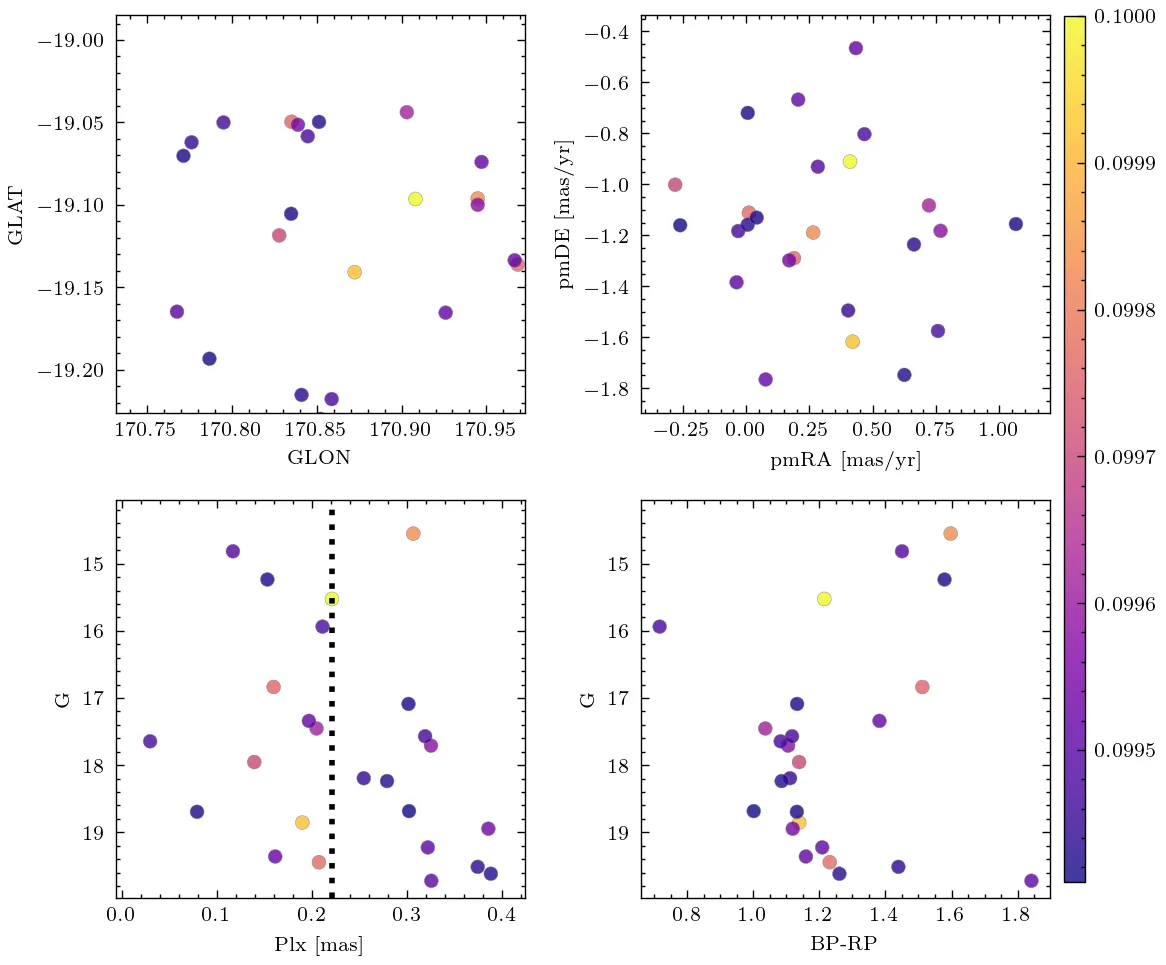 −19.00
−19.05
−19.10
−19.15
−19.20
GLAT
170.75 170.80 170.85 170.90 170.95
GLON
−0.4
−0.6
−0.8
−1.0
−1.2
−1.4
−1.6
−1.8
pmDE [mas/yr]
−0.25 0.00 0.25 0.50 0.75 1.00
pmRA [mas/yr]
15
16
17
18
19
G
0.0 0.1 0.2 0.3 0.4
Plx [mas]
15
16
17
18
19
G
0.8 1.0 1.2 1.4 1.6 1.8
BP-RP
0.1000
0.0999
0.0998
0.0997
0.0996
0.0995